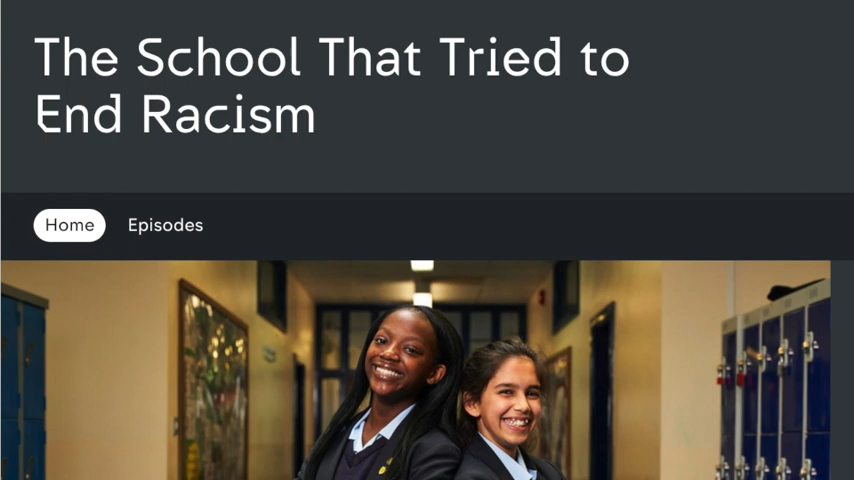 The School That Tried to
End Racism
Home
Episodes